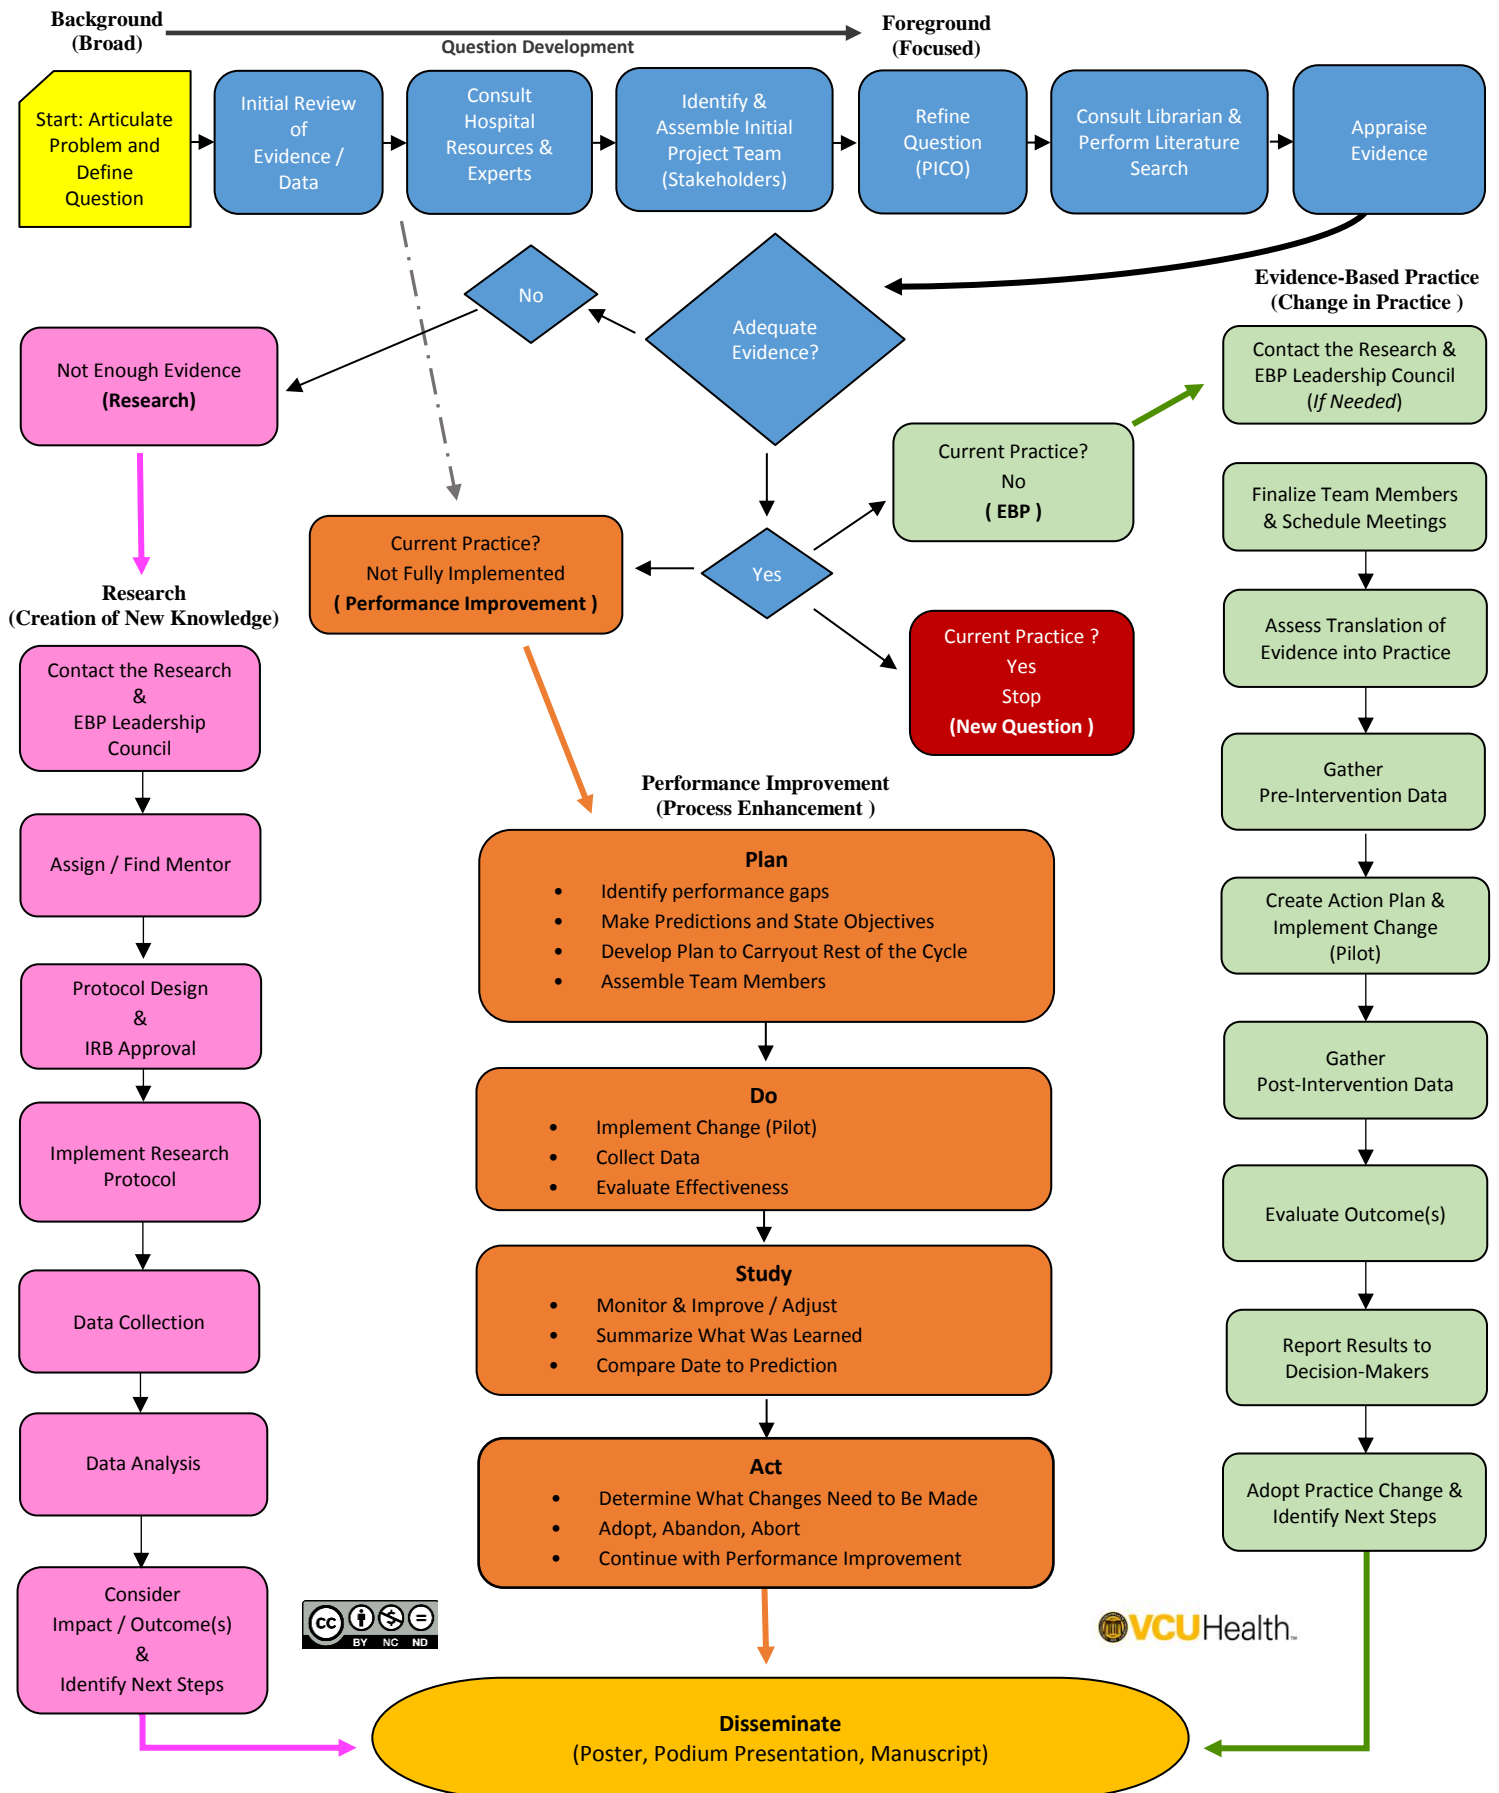 Background
(Broad)
Question Development
Foreground
(Focused)
Start: Articulate
Problem and
Define
Question
Initial Review
of
Evidence /
Data
Consult
Hospital
Resources &
Experts
Identify &
Assemble Initial
Project Team
(Stakeholders)
Refine
Question
(PICO)
Consult Librarian &
Perform Literature
Search
Appraise
Evidence
No
Adequate
Evidence?
Evidence-Based Practice
(Change in Practice )
Not Enough Evidence
(Research)
Contact the Research &
EBP Leadership Council
(If Needed)
Current Practice?
No
( EBP )
Finalize Team Members
& Schedule Meetings
Current Practice?
Not Fully Implemented
( Performance Improvement )
Yes
Research
(Creation of New Knowledge)
Current Practice ?
Yes
Stop
(New Question )
Assess Translation of
Evidence into Practice
Contact the Research
&
EBP Leadership
Council
Gather
Pre-Intervention Data
Performance Improvement
(Process Enhancement )
Assign / Find Mentor
Plan
• Identify performance gaps
• Make Predictions and State Objectives
• Develop Plan to Carryout Rest of the Cycle
• Assemble Team Members
Create Action Plan &
Implement Change
(Pilot)
Protocol Design
&
IRB Approval
Gather
Post-Intervention Data
Do
• Implement Change (Pilot)
• Collect Data
• Evaluate Effectiveness
Implement Research
Protocol
Evaluate Outcome(s)
Study
• Monitor & Improve / Adjust
• Summarize What Was Learned
• Compare Date to Prediction
Data Collection
Report Results to
Decision-Makers
Data Analysis
Act
• Determine What Changes Need to Be Made
• Adopt, Abandon, Abort
• Continue with Performance Improvement
Adopt Practice Change &
Identify Next Steps
Consider
Impact / Outcome(s)
&
Identify Next Steps
cc
BY NC ND
VCUHealth™
Disseminate
(Poster, Podium Presentation, Manuscript)